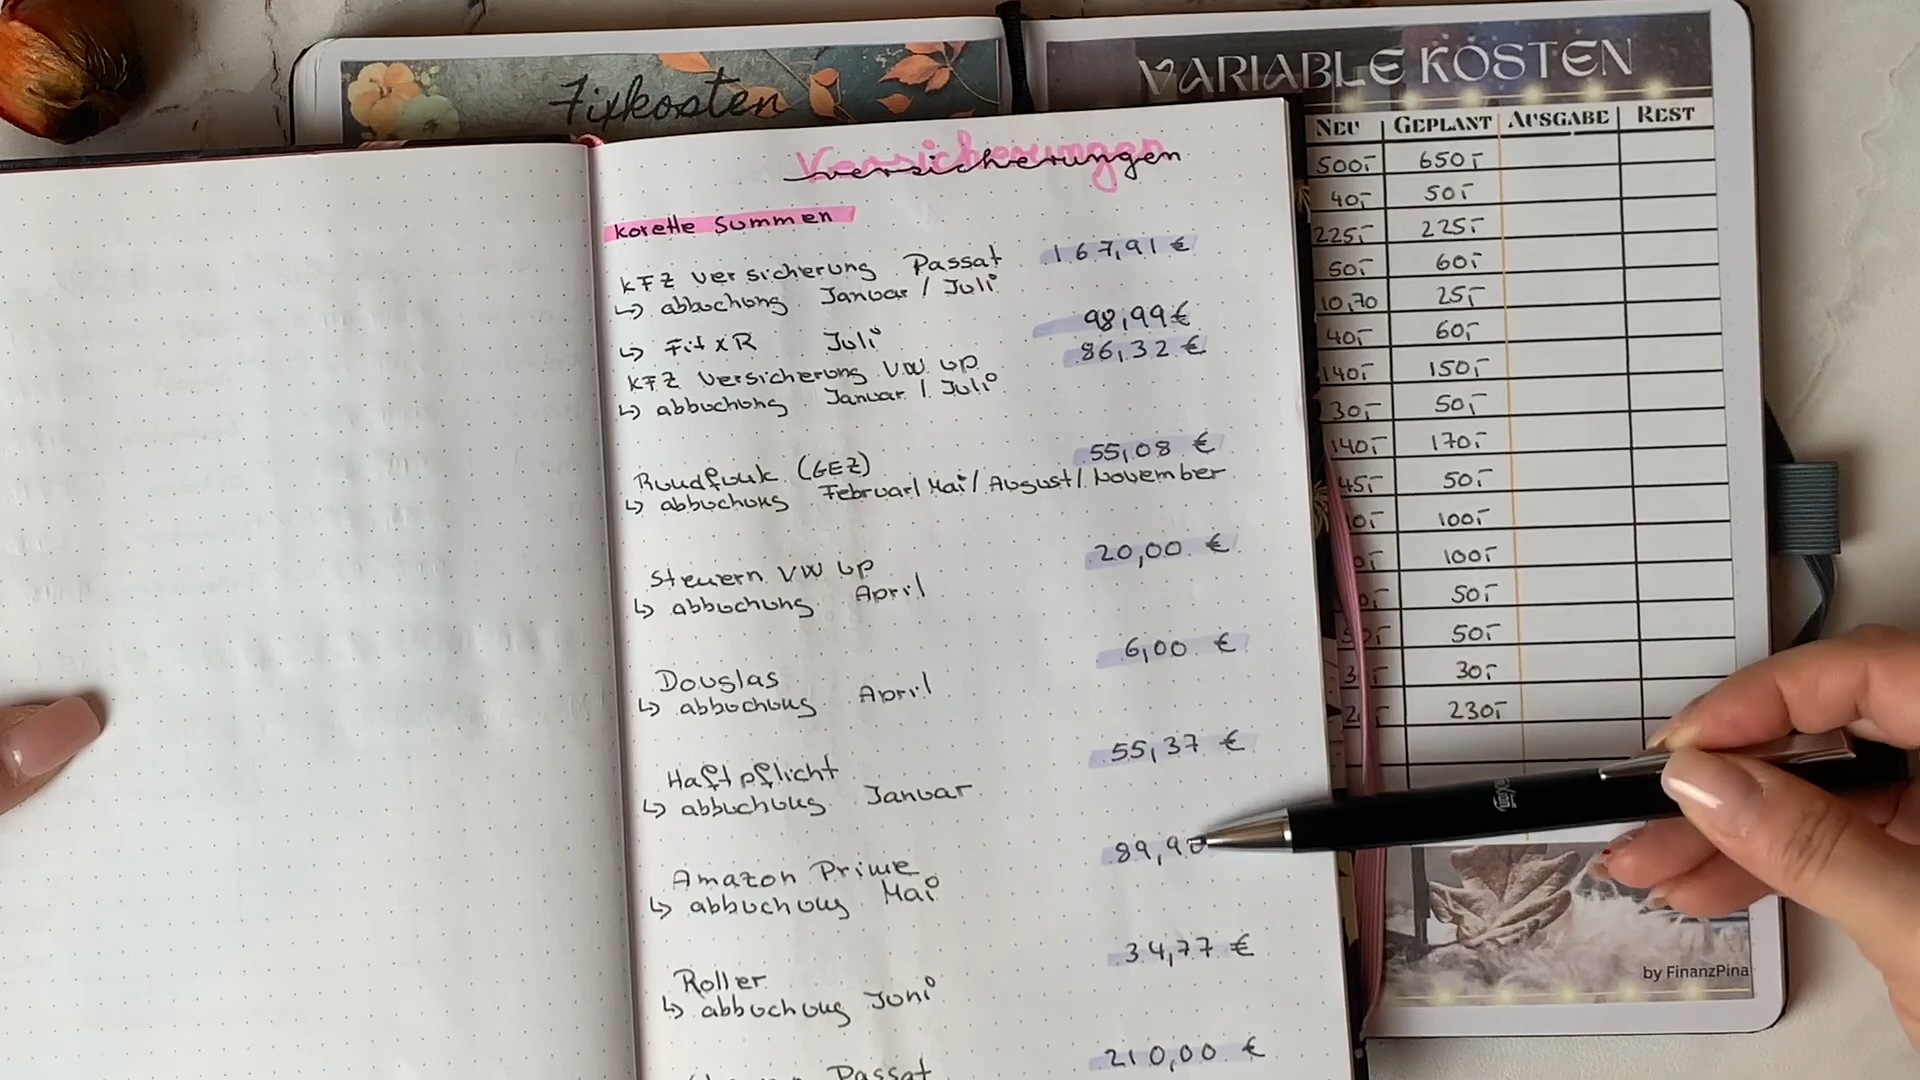 Fixkosten
VARIABLE KOSTEN
NEU GEPLANT AUSGABE REST
500,- 650,-
40,- 50,-
225,- 225,-
50,- 60,-
10,70 25,-
40,- 60,-
140,- 150,-
30,- 50,-
140,- 170,-
45,- 50,-
100,-
100,-
50,-
50,-
30,-
230,-
by FinanzPina
Versicherungen
korette Summen
KFZ Versicherung Passat 167,91 €
↳ abbuchung Januar / Juli
↳ FitXR Juli 98,99 €
KFZ Versicherung VW up 86,32 €
↳ abbuchung Januar / Juli
Rundfunk (GEZ) 55,08 €
↳ abbuchung Februar/ Mai/ August/ November
Steuern VW up 20,00 €
↳ abbuchung April
Douglas 6,00 €
↳ abbuchung April
Haftpflicht 55,37 €
↳ abbuchung Januar
Amazon Prime 89,90
↳ abbuchung Mai
Roller 34,77 €
↳ abbuchung Juni
Passat 210,00 €